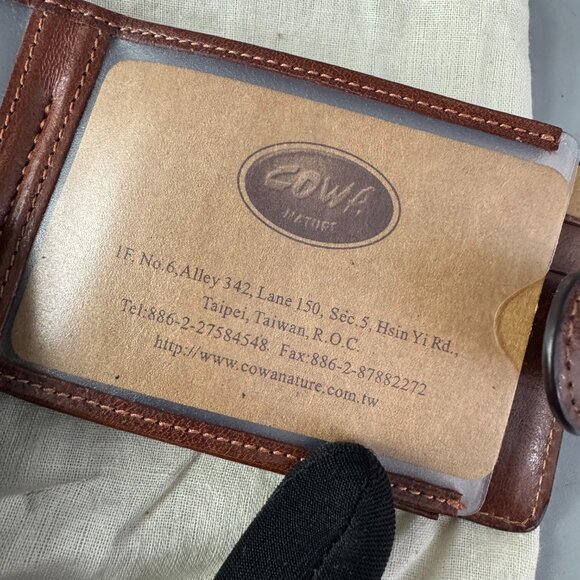 COWA
NATURE
1F, No.6,Alley 342, Lane 150, Sec.5, Hsin Yi Rd.,
Taipei, Taiwan, R.O.C.
Tel:886-2-27584548 Fax:886-2-87882272
http://www.cowanature.com.tw